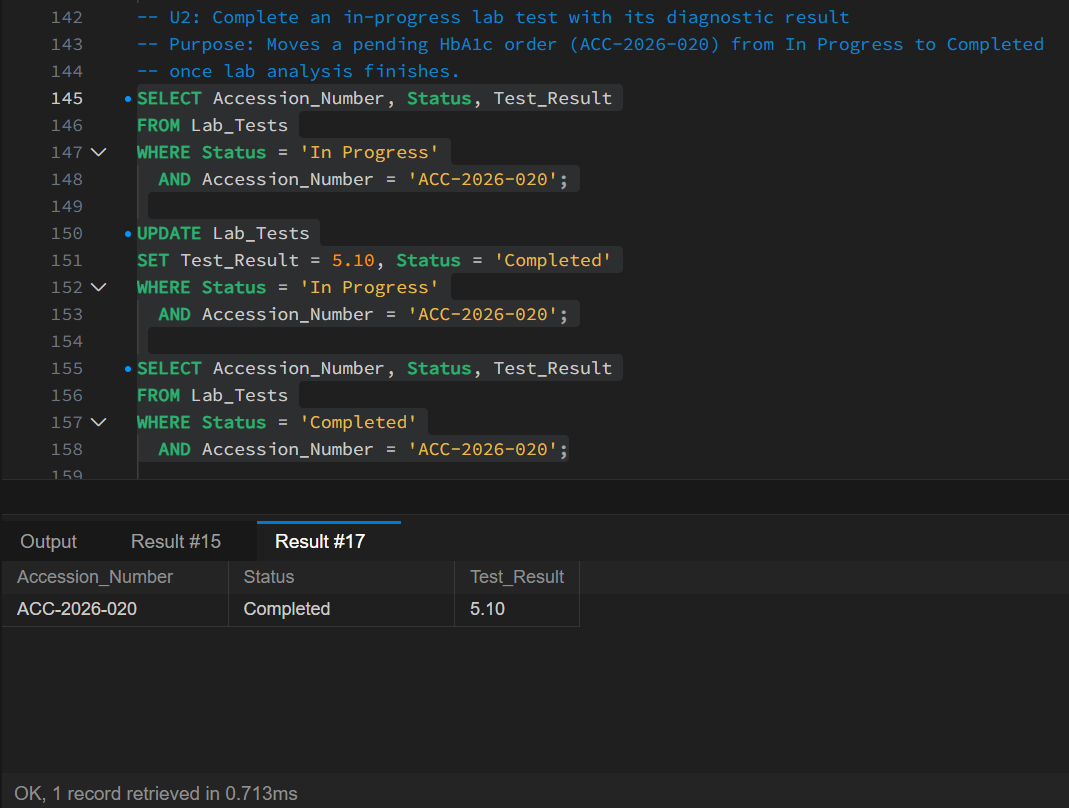 142 -- U2: Complete an in-progress lab test with its diagnostic result
143 -- Purpose: Moves a pending HbA1c order (ACC-2026-020) from In Progress to Completed
144 -- once lab analysis finishes.
145 SELECT Accession_Number, Status, Test_Result
146 FROM Lab_Tests
147 WHERE Status = 'In Progress'
148 AND Accession_Number = 'ACC-2026-020';
149
150 UPDATE Lab_Tests
151 SET Test_Result = 5.10, Status = 'Completed'
152 WHERE Status = 'In Progress'
153 AND Accession_Number = 'ACC-2026-020';
154
155 SELECT Accession_Number, Status, Test_Result
156 FROM Lab_Tests
157 WHERE Status = 'Completed'
158 AND Accession_Number = 'ACC-2026-020';
159
Output Result #15 Result #17
Accession_Number Status Test_Result
ACC-2026-020 Completed 5.10
OK, 1 record retrieved in 0.713ms